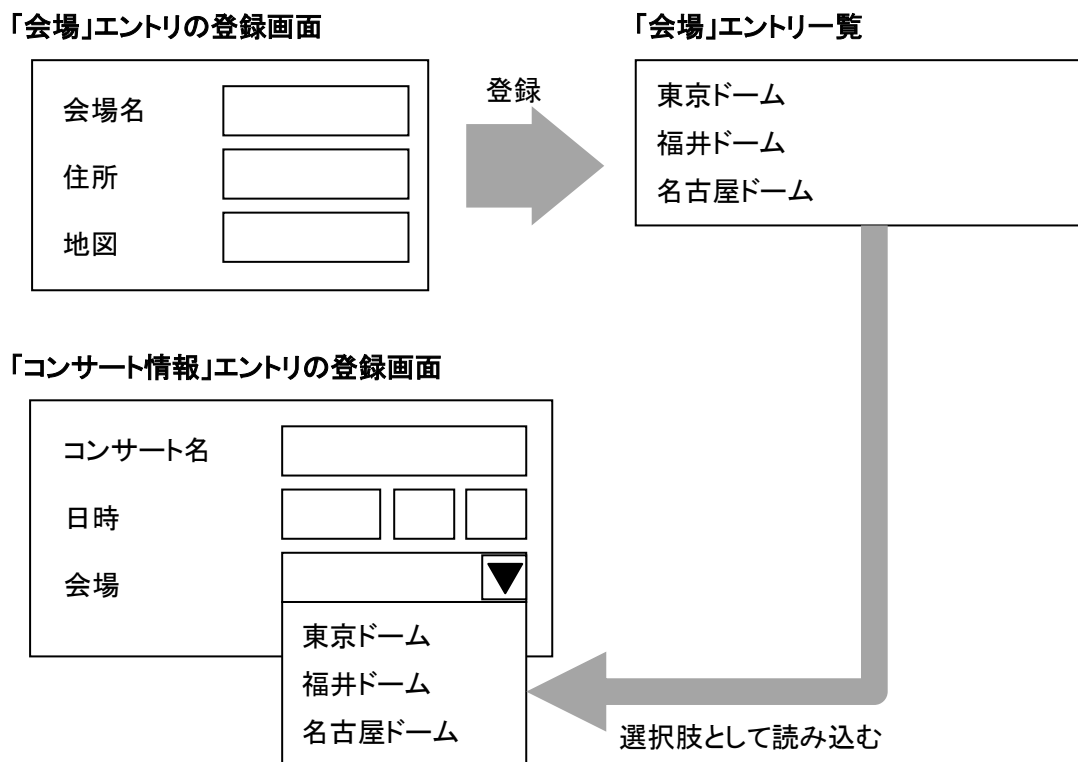 「会場」エントリの登録画面
会場名
住所
地図
登録
「会場」エントリ一覧
東京ドーム
福井ドーム
名古屋ドーム
「コンサート情報」エントリの登録画面
コンサート名
日時
会場
▼
東京ドーム
福井ドーム
名古屋ドーム
選択肢として読み込む